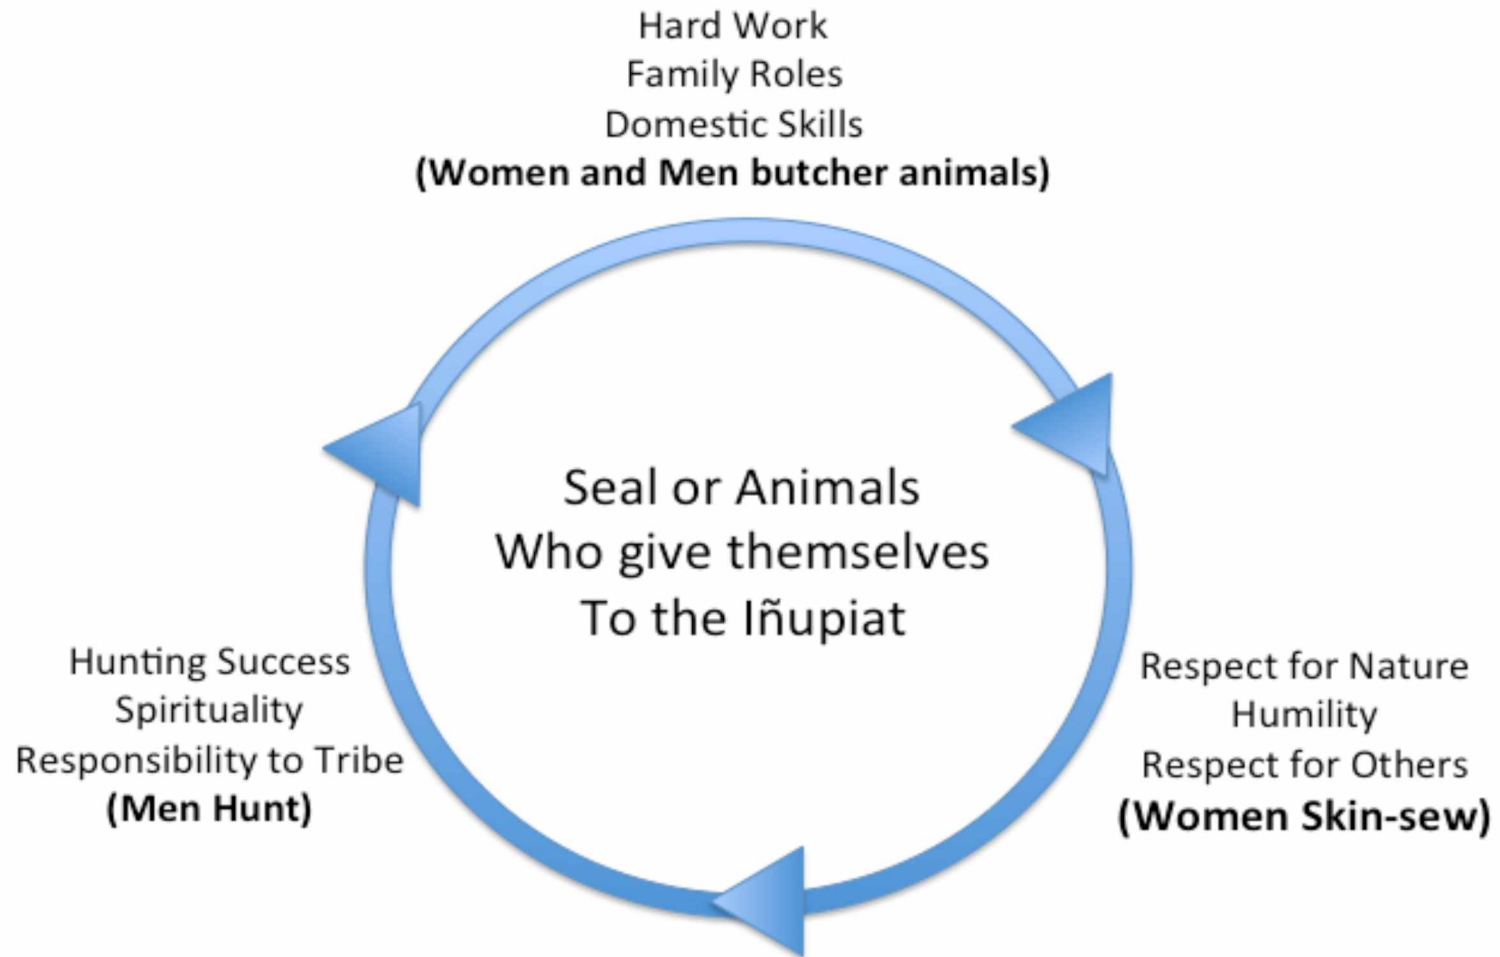 Hard Work
Family Roles
Domestic Skills
(Women and Men butcher animals)
Seal or Animals
Who give themselves
To the Iñupiat
Hunting Success
Spirituality
Responsibility to Tribe
(Men Hunt)
Respect for Nature
Humility
Respect for Others
(Women Skin-sew)